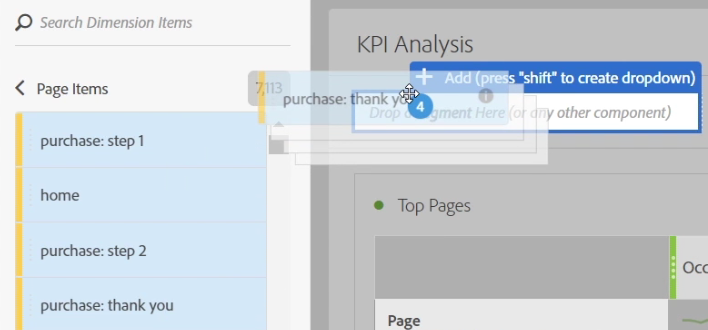 Search Dimension Items
Page Items
7,113
purchase: step 1
home
purchase: step 2
purchase: thank you
KPI Analysis
+ Add (press "shift" to create dropdown)
purchase: thank you
4
Drop a Segment Here (or any other component)
Top Pages
Occ
Page